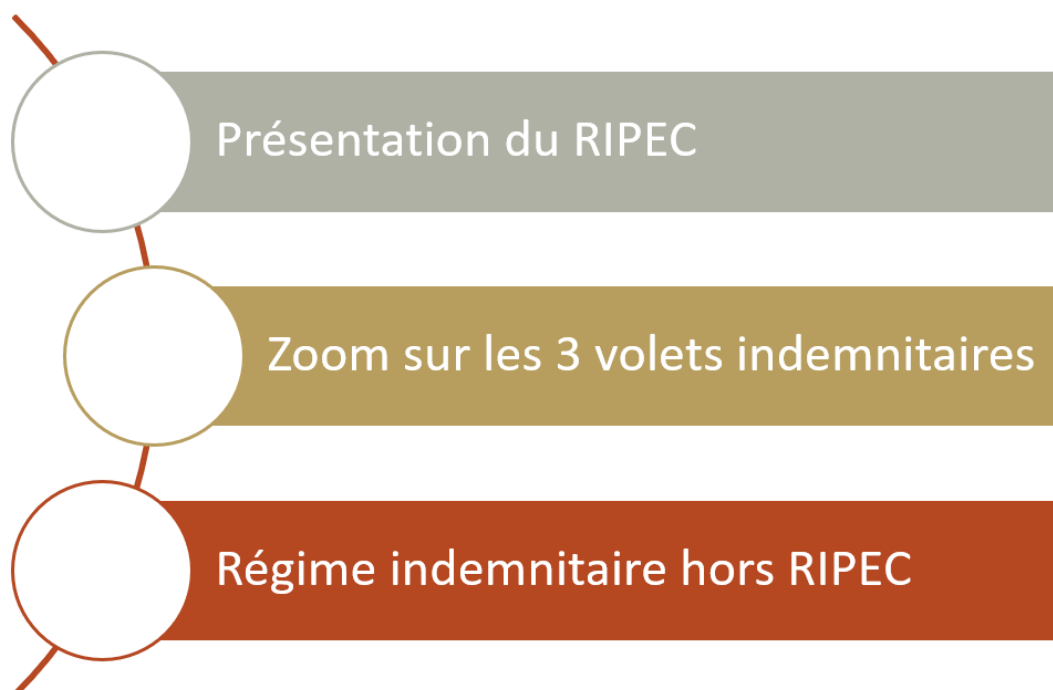 Présentation du RIPEC
Zoom sur les 3 volets indemnitaires
Régime indemnitaire hors RIPEC